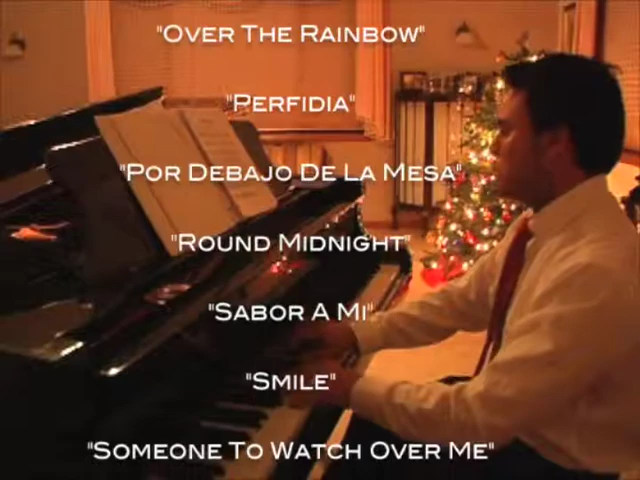 "Over The Rainbow"
"Perfidia"
"Por Debajo De La Mesa"
"Round Midnight"
"Sabor A Mi"
"Smile"
"Someone To Watch Over Me"